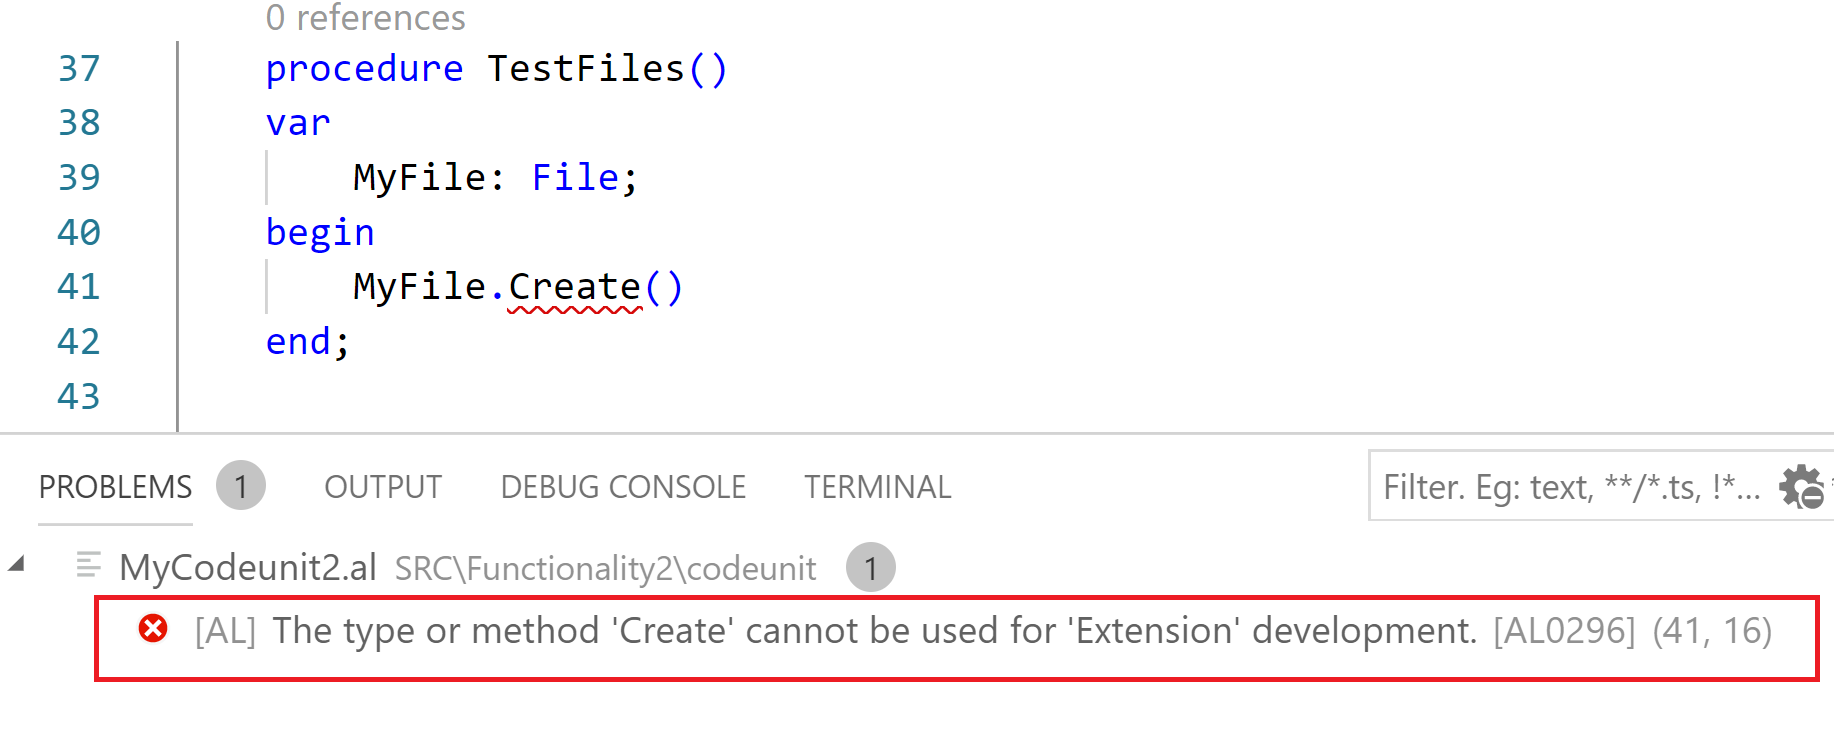 0 references
37 procedure TestFiles()
38 var
39 MyFile: File;
40 begin
41 MyFile.Create()
42 end;
43
PROBLEMS 1 OUTPUT DEBUG CONSOLE TERMINAL Filter. Eg: text, **/*.ts, !*...
MyCodeunit2.al SRC\Functionality2\codeunit 1
[AL] The type or method 'Create' cannot be used for 'Extension' development. [AL0296] (41, 16)